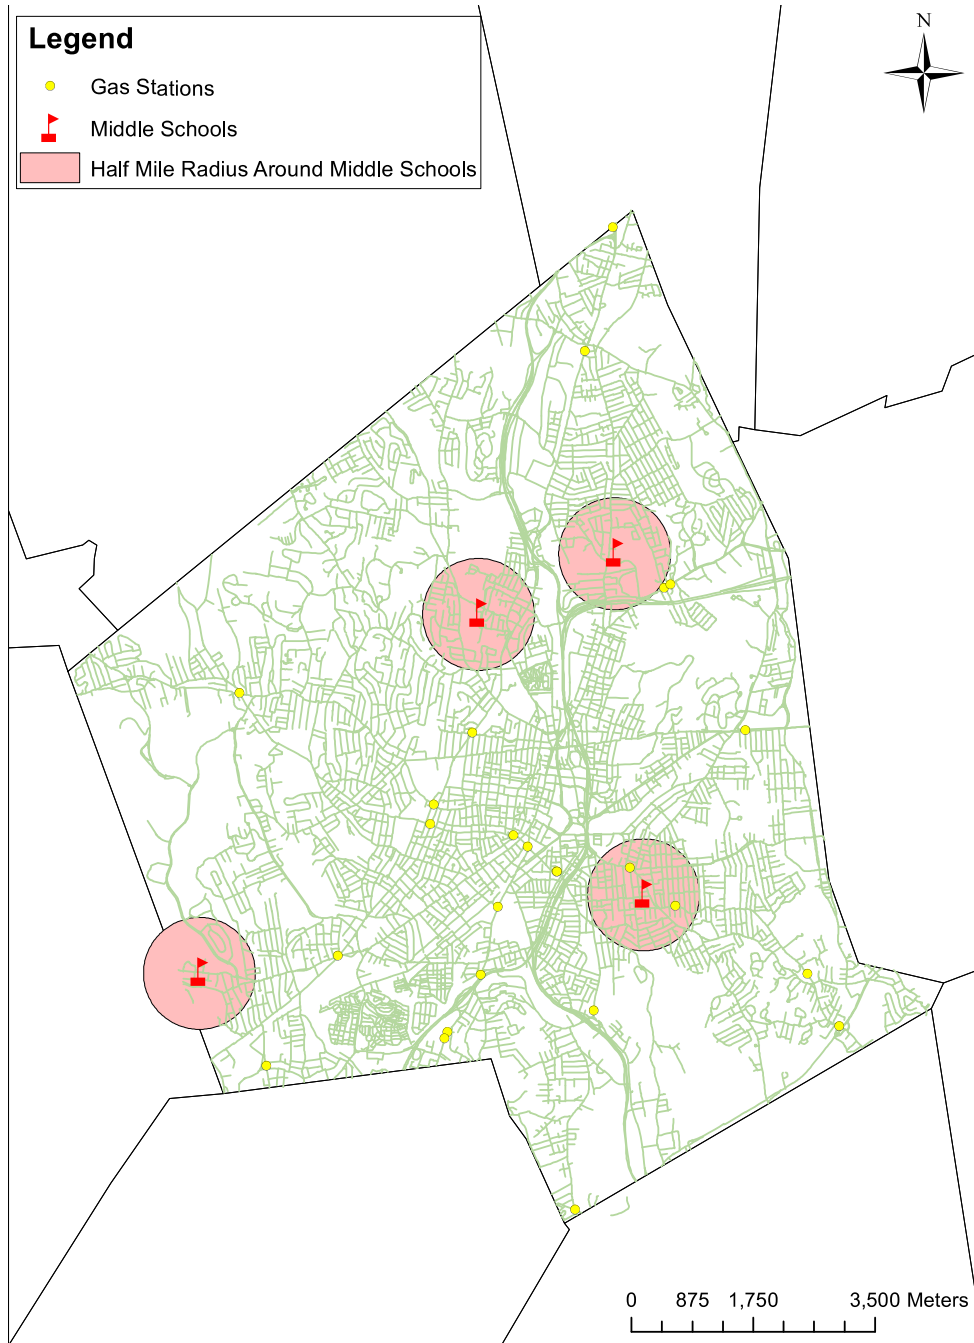 Legend
Gas Stations
Middle Schools
Half Mile Radius Around Middle Schools
N
0 875 1,750 3,500 Meters